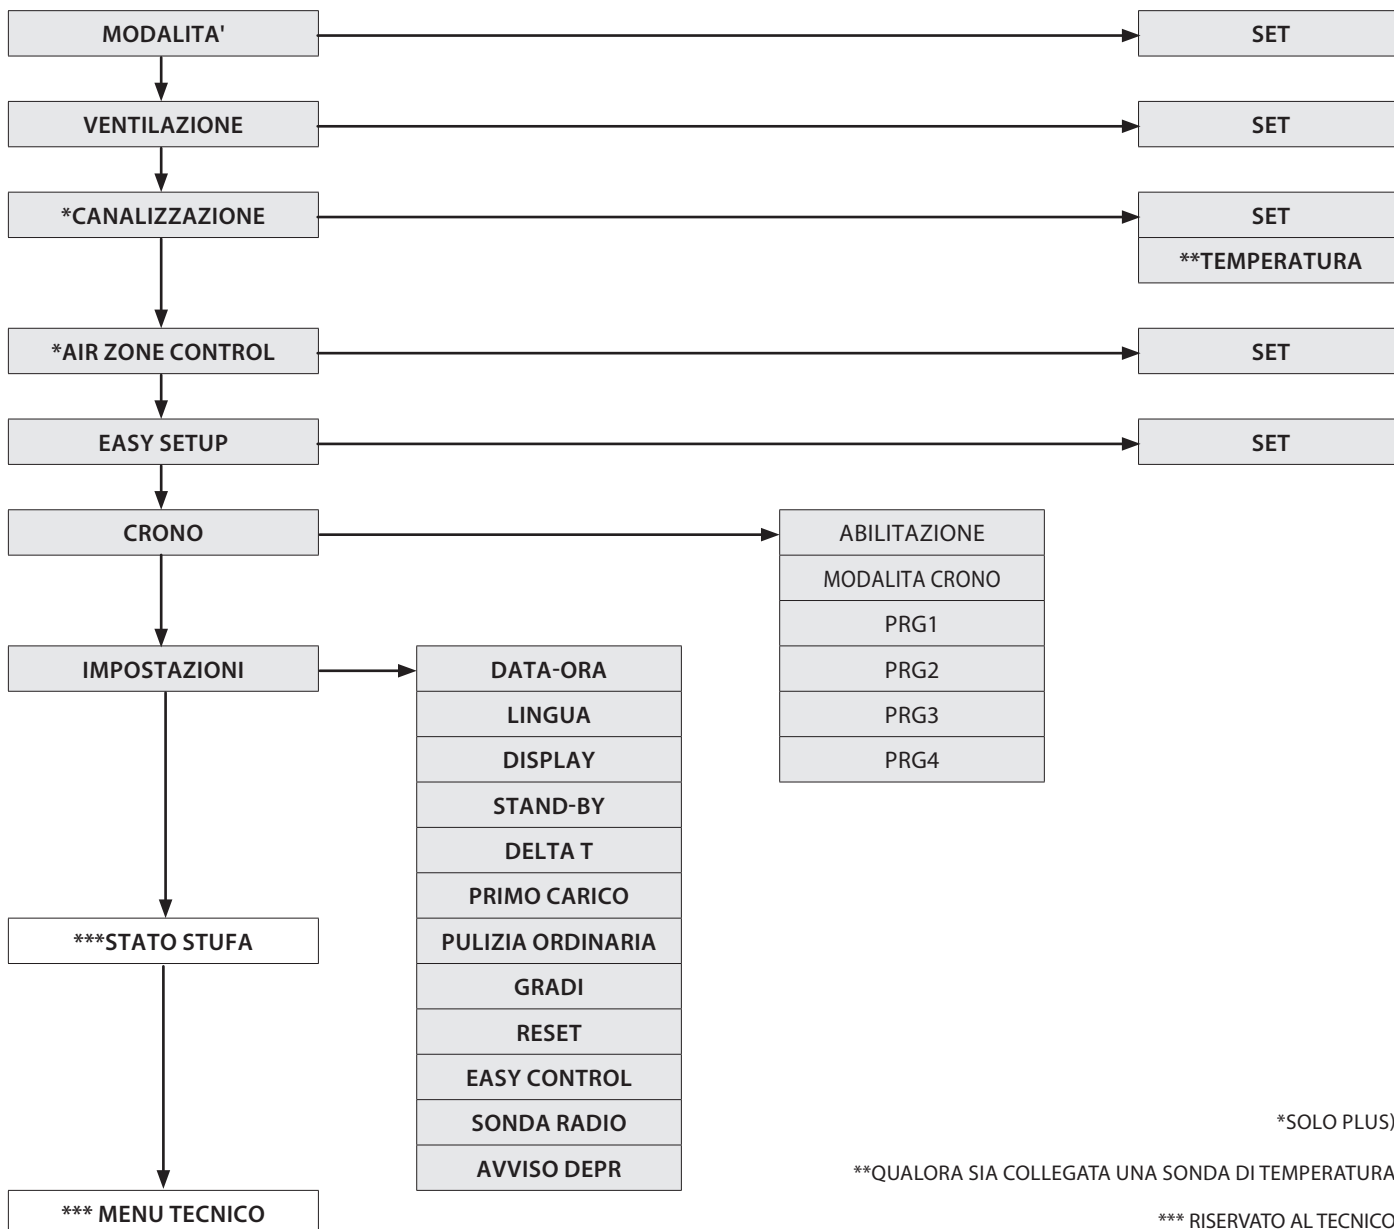 MODALITA'
SET
VENTILAZIONE
SET
*CANALIZZAZIONE
SET
**TEMPERATURA
*AIR ZONE CONTROL
SET
EASY SETUP
SET
CRONO
ABILITAZIONE
MODALITA CRONO
PRG1
PRG2
PRG3
PRG4
IMPOSTAZIONI
DATA-ORA
LINGUA
DISPLAY
STAND-BY
DELTA T
PRIMO CARICO
PULIZIA ORDINARIA
GRADI
RESET
EASY CONTROL
SONDA RADIO
AVVISO DEPR
***STATO STUFA
*** MENU TECNICO
*SOLO PLUS)
**QUALORA SIA COLLEGATA UNA SONDA DI TEMPERATURA
*** RISERVATO AL TECNICO